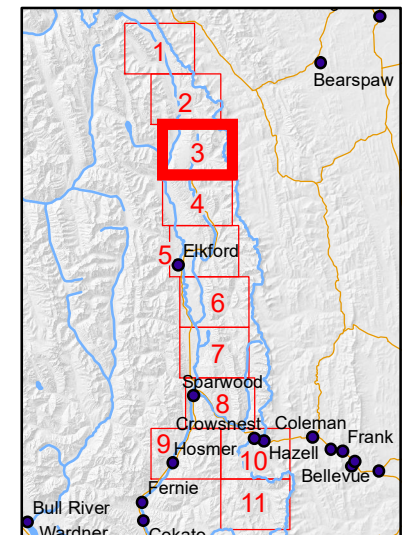 1
Bearspaw
2
3
4
5 Elkford
6
7
Sparwood
8
Crowsnest Coleman
9 Frank
Hosmer 10 Hazell
Bellevue
Fernie
11
Bull River
Wardner Cokato